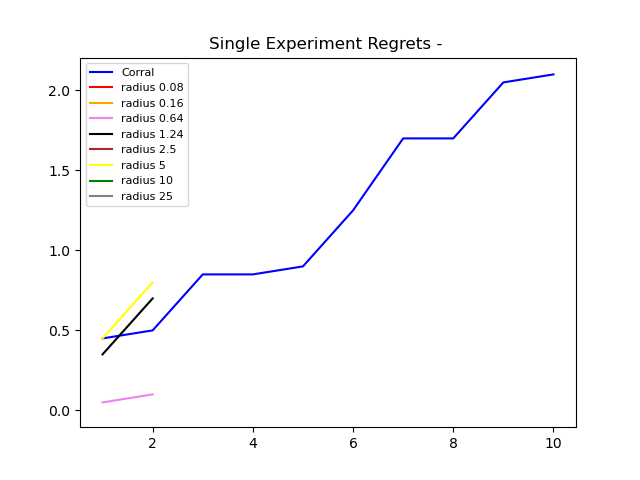 Single Experiment Regrets -
Corral
radius 0.08
radius 0.16
radius 0.64
radius 1.24
radius 2.5
radius 5
radius 10
radius 25
2.0
1.5
1.0
0.5
0.0
2 4 6 8 10